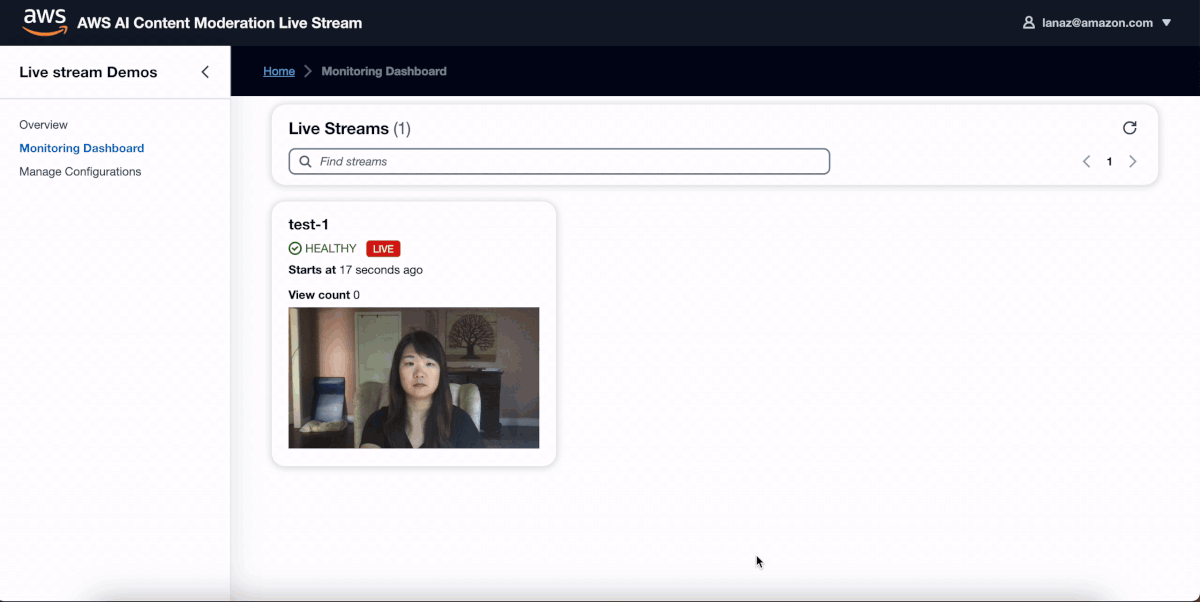 aws AWS AI Content Moderation Live Stream lanaz@amazon.com
Live stream Demos
Home Monitoring Dashboard
Overview
Monitoring Dashboard
Manage Configurations
Live Streams (1)
Find streams 1
test-1
HEALTHY LIVE
Starts at 17 seconds ago
View count 0